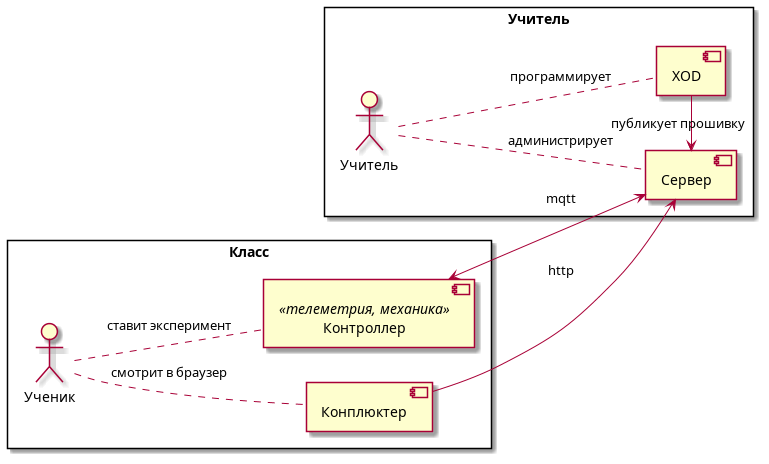 Учитель
XOD
программирует
публикует прошивку
Учитель
администрирует
Сервер
mqtt
Класс
http
«телеметрия, механика»
Контроллер
ставит эксперимент
Ученик
смотрит в браузер
Конплюктер